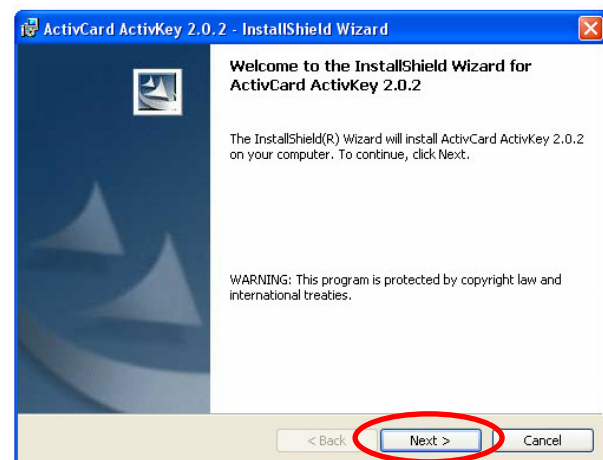 ActivCard ActivKey 2.0.2 - InstallShield Wizard
Welcome to the InstallShield Wizard for
ActivCard ActivKey 2.0.2
The InstallShield(R) Wizard will install ActivCard ActivKey 2.0.2
on your computer. To continue, click Next.
WARNING: This program is protected by copyright law and
international treaties.
< Back
Next >
Cancel